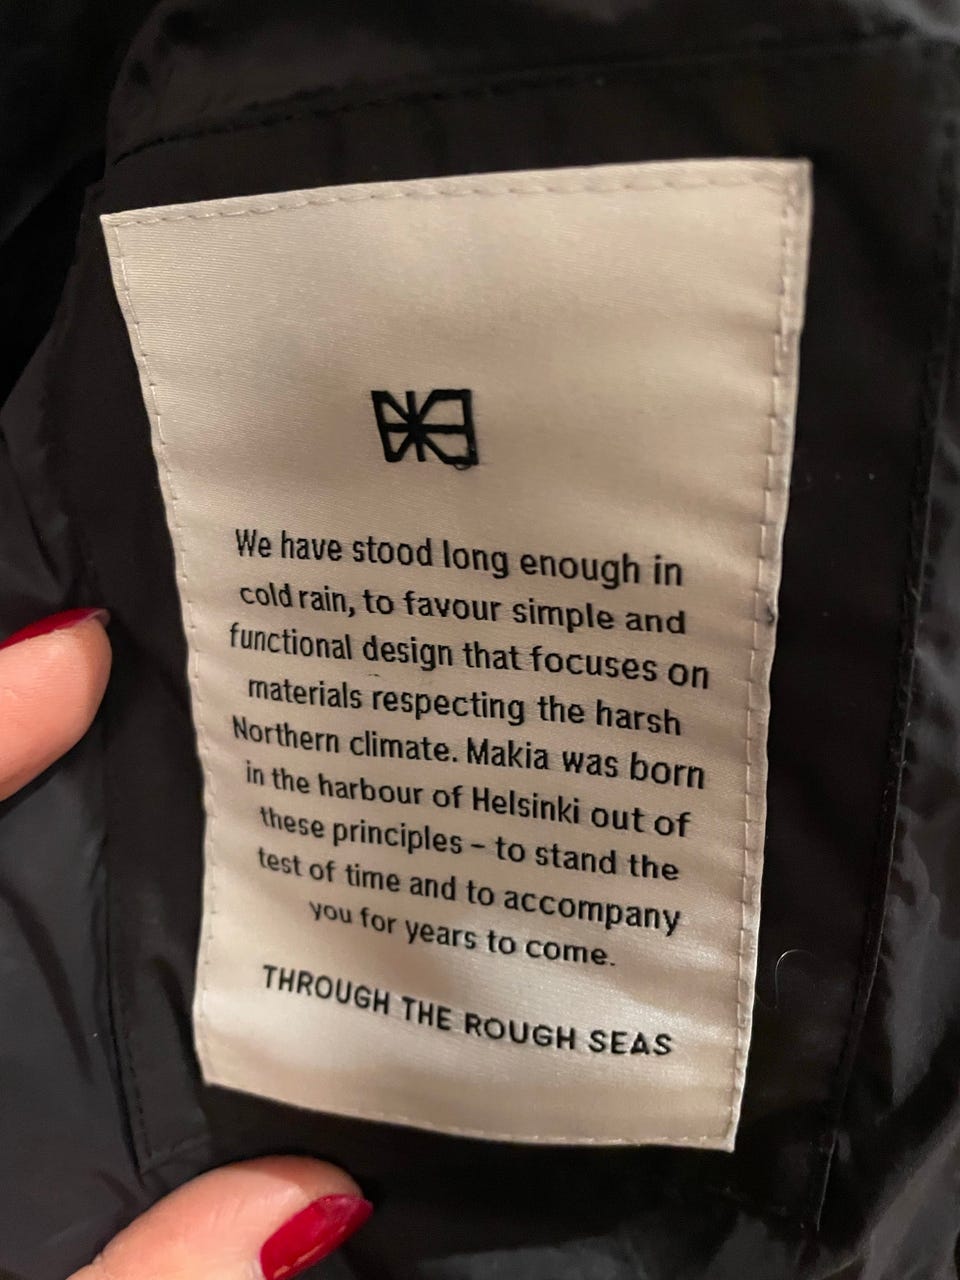 We have stood long enough in
cold rain, to favour simple and
functional design that focuses on
materials respecting the harsh
Northern climate. Makia was born
in the harbour of Helsinki out of
these principles – to stand the
test of time and to accompany
you for years to come.
THROUGH THE ROUGH SEAS